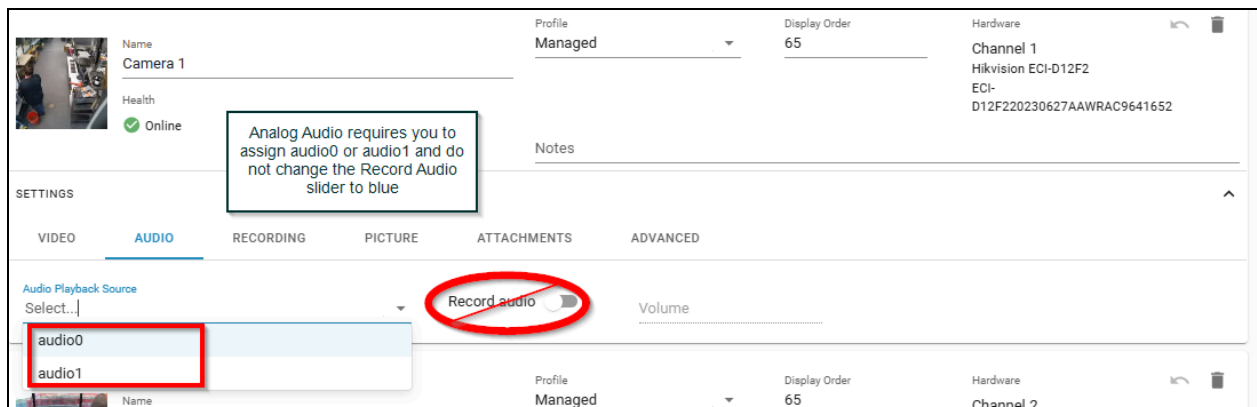 Name
Camera 1
Health
Online
Profile
Managed
Display Order
65
Hardware
Channel 1
Hikvision ECI-D12F2
ECI-
D12F220230627AAWRAC9641652
Notes
Analog Audio requires you to
assign audio0 or audio1 and do
not change the Record Audio
slider to blue
SETTINGS
VIDEO AUDIO RECORDING PICTURE ATTACHMENTS ADVANCED
Audio Playback Source
Select...
Record audio
Volume
audio0
audio1
Name
Profile
Managed
Display Order
65
Hardware
Channel 2